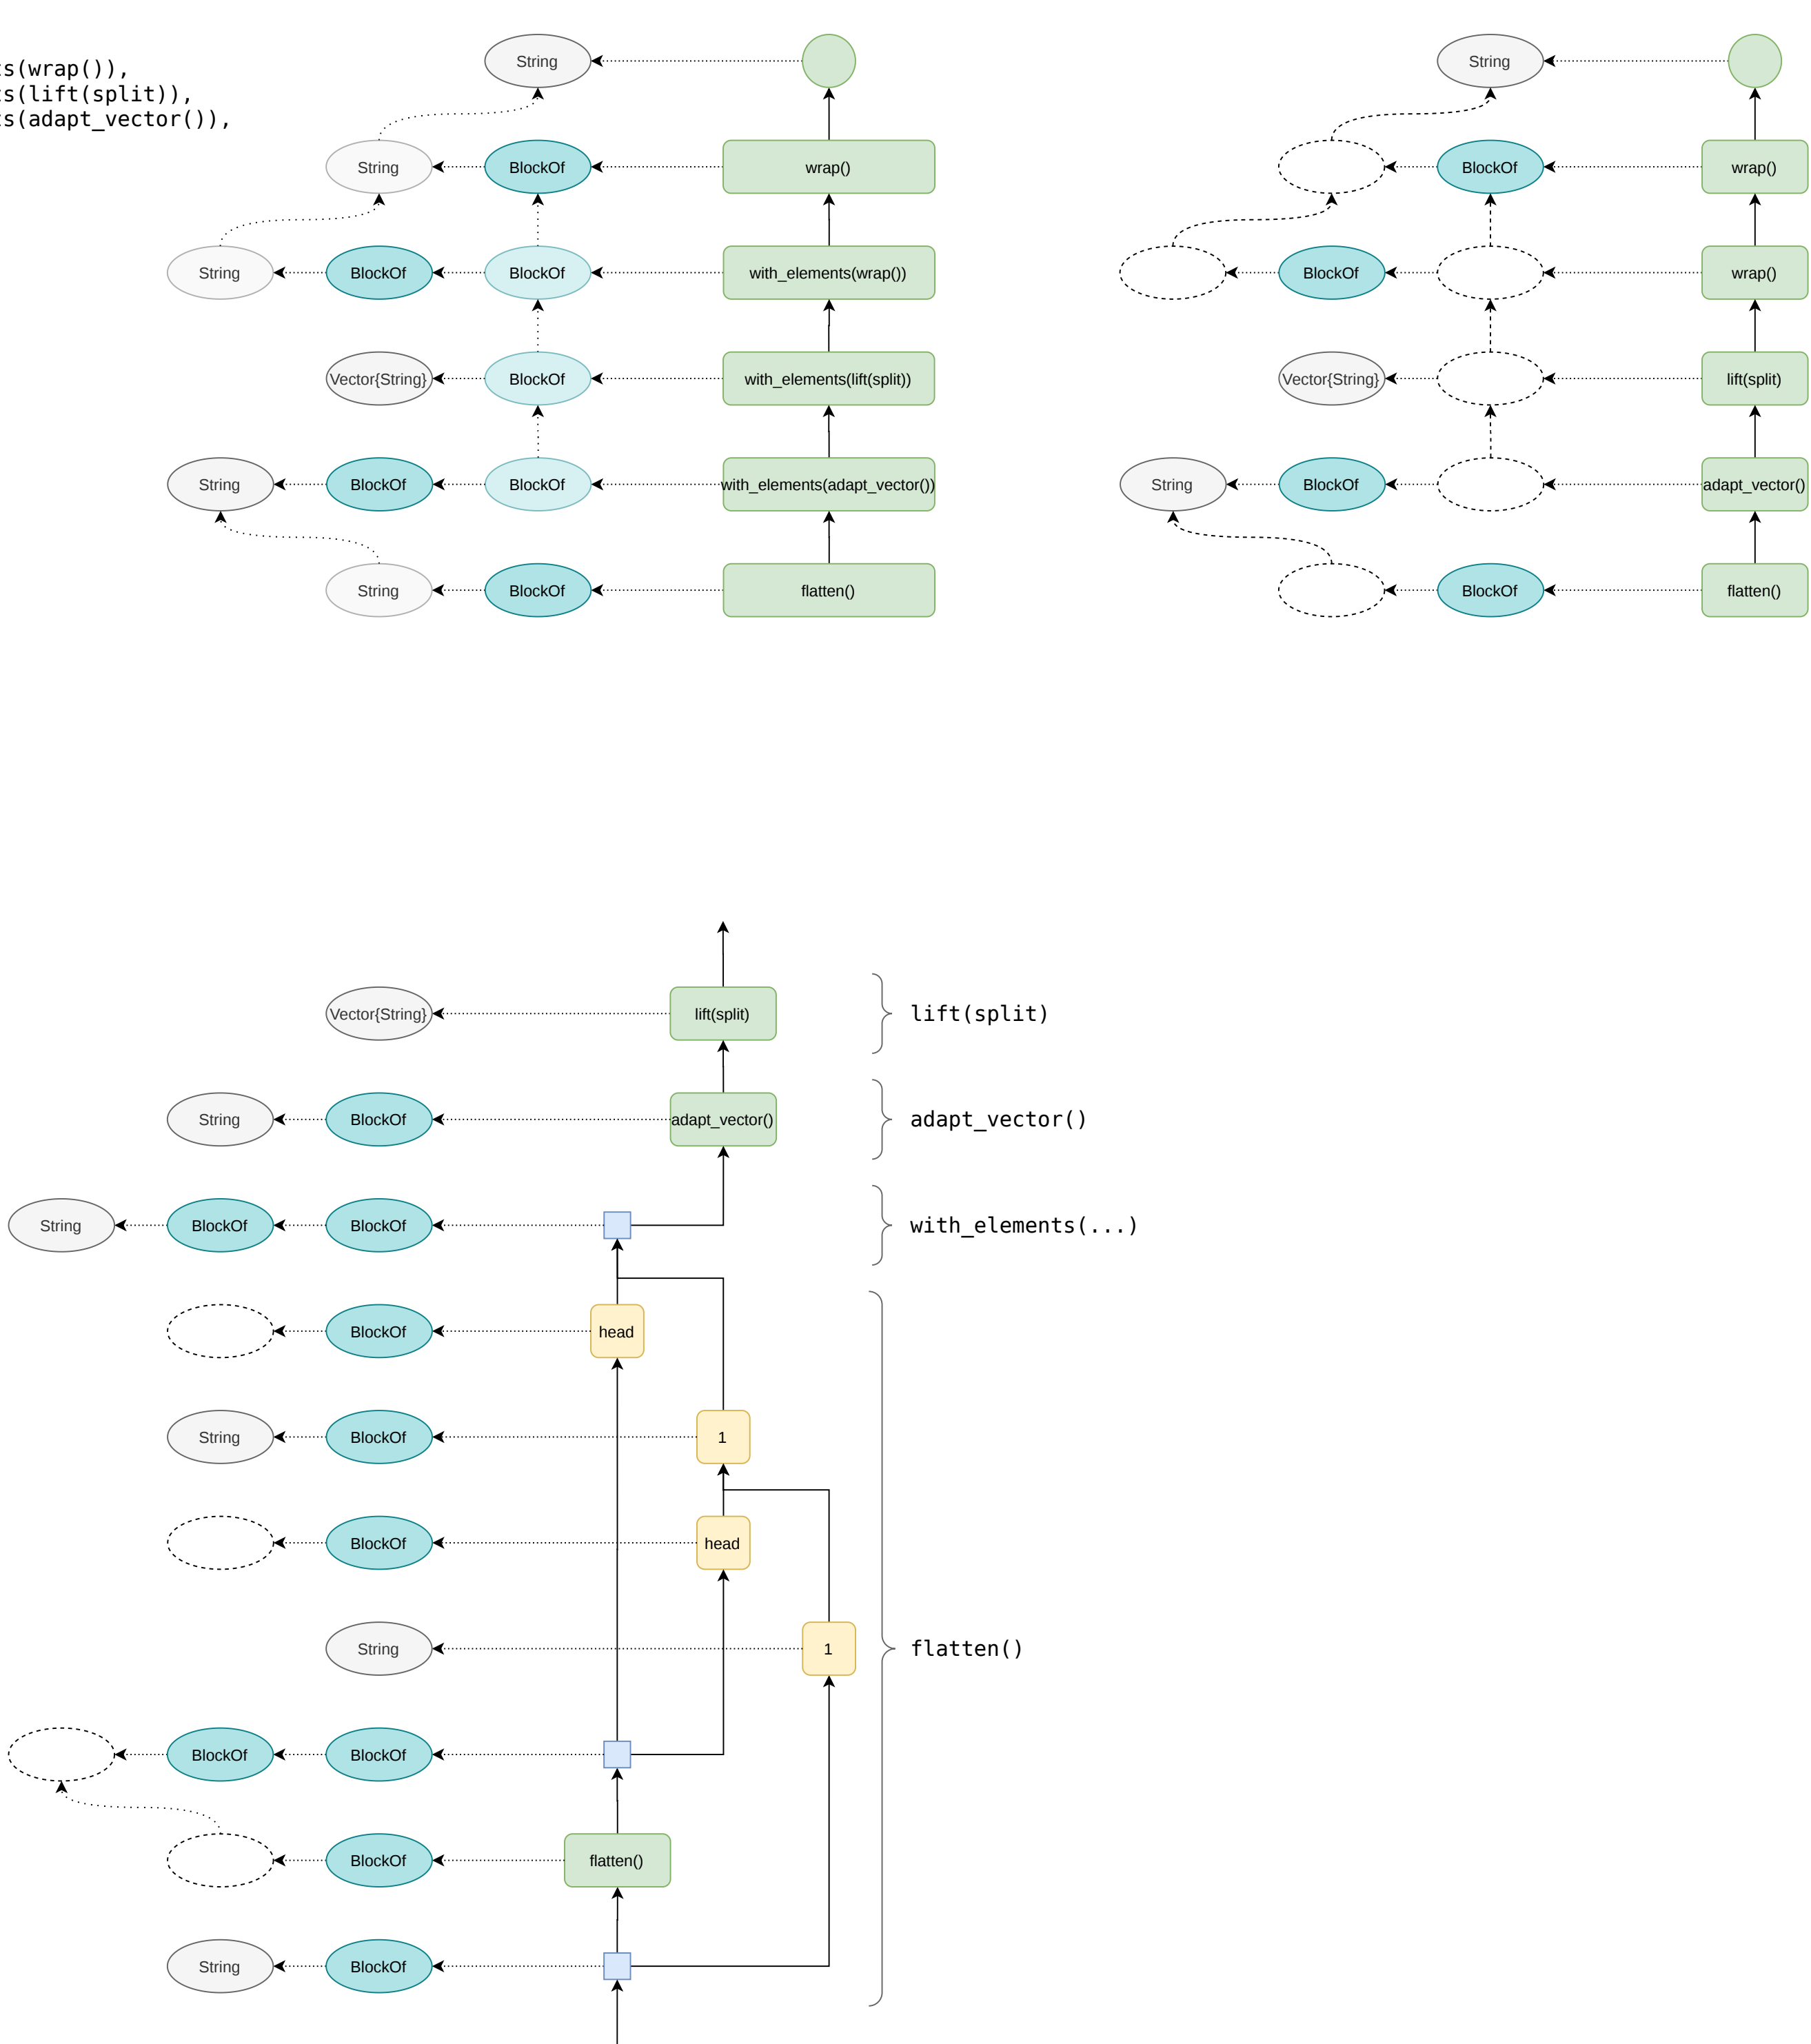 s(wrap()),
s(lift(split)),
s(adapt_vector()),
String
String
BlockOf
wrap()
String
BlockOf
BlockOf
with_elements(wrap())
Vector{String}
BlockOf
with_elements(lift(split))
String
BlockOf
BlockOf
with_elements(adapt_vector())
String
BlockOf
flatten()
String
BlockOf
wrap()
BlockOf
wrap()
Vector{String}
lift(split)
String
BlockOf
adapt_vector()
BlockOf
flatten()
Vector{String}
lift(split)
lift(split)
String
BlockOf
adapt_vector()
adapt_vector()
String
BlockOf
BlockOf
with_elements(...)
BlockOf
head
String
BlockOf
1
BlockOf
head
String
1
flatten()
BlockOf
BlockOf
BlockOf
flatten()
String
BlockOf